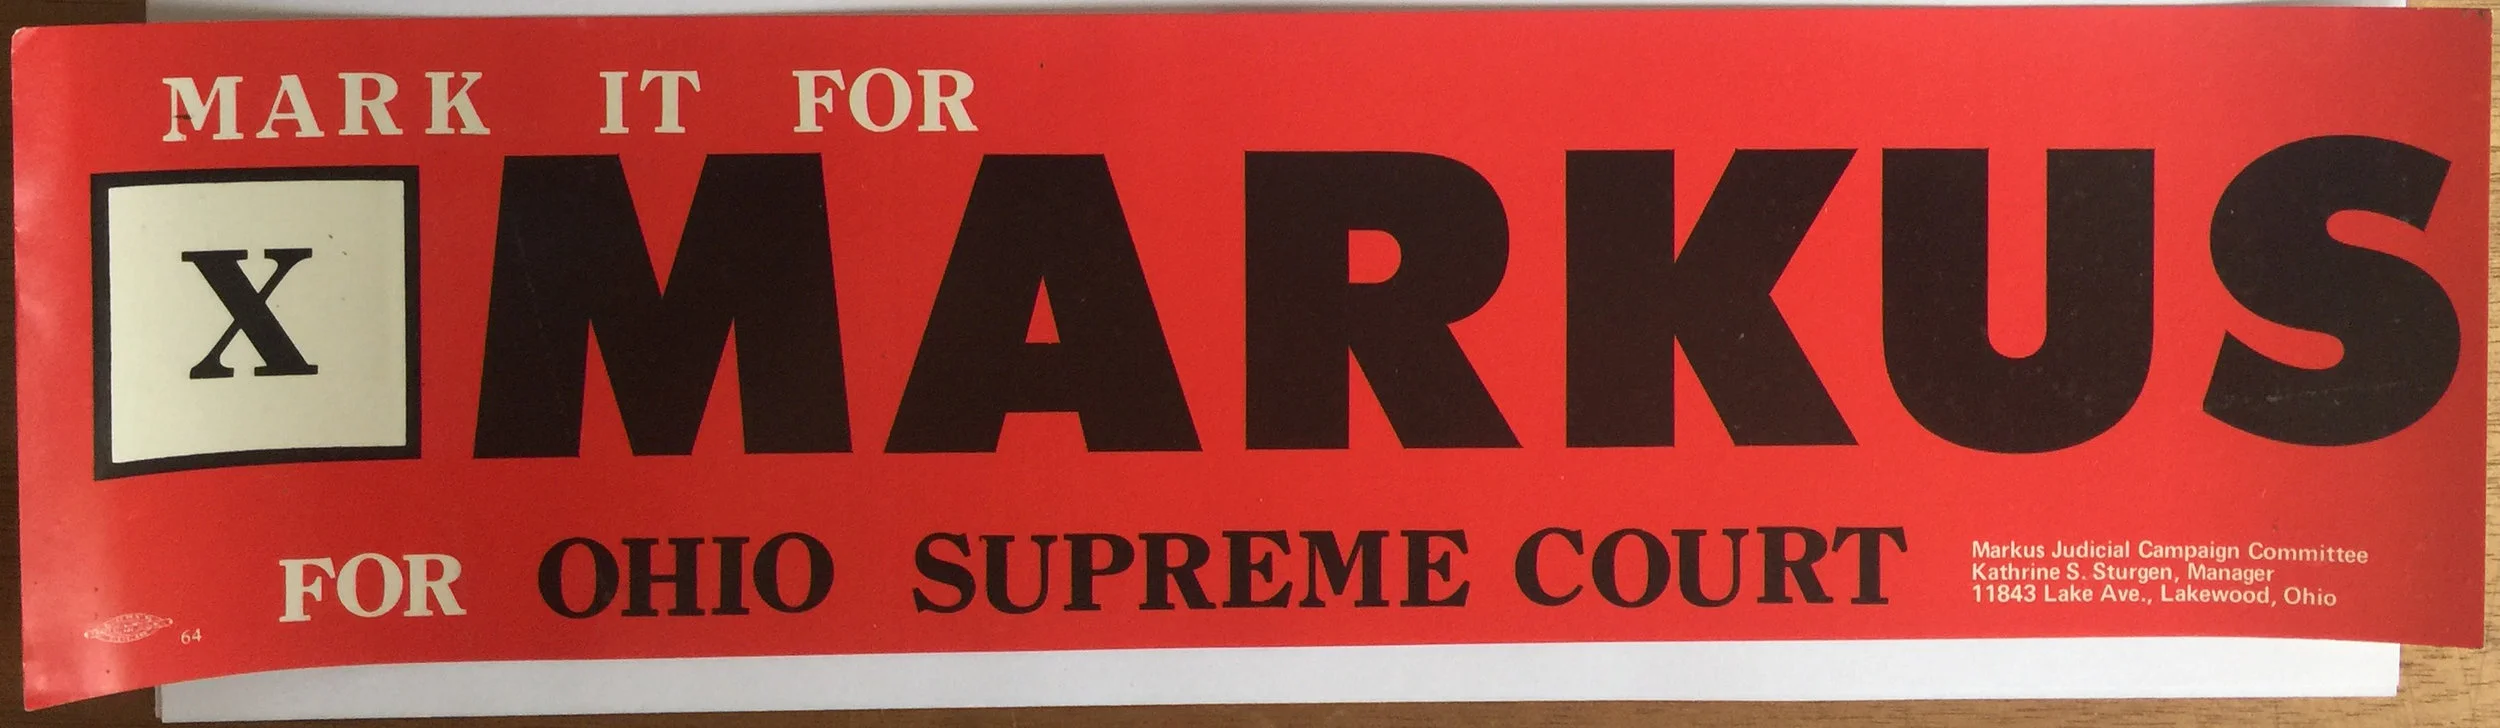 MARK IT FOR
X MARKUS
FOR OHIO SUPREME COURT
Markus Judicial Campaign Committee
Kathrine S. Sturgen, Manager
11843 Lake Ave., Lakewood, Ohio
64